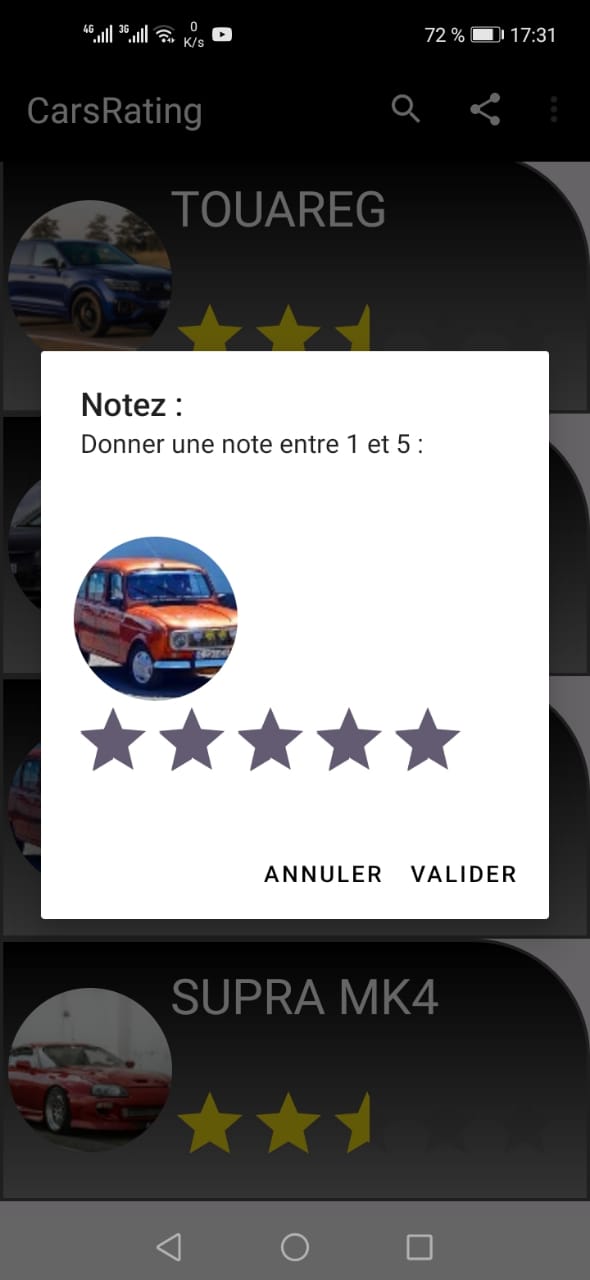 4G 3G 0 K/s 72 % 17:31
CarsRating
TOUAREG
Notez :
Donner une note entre 1 et 5 :
ANNULER VALIDER
SUPRA MK4